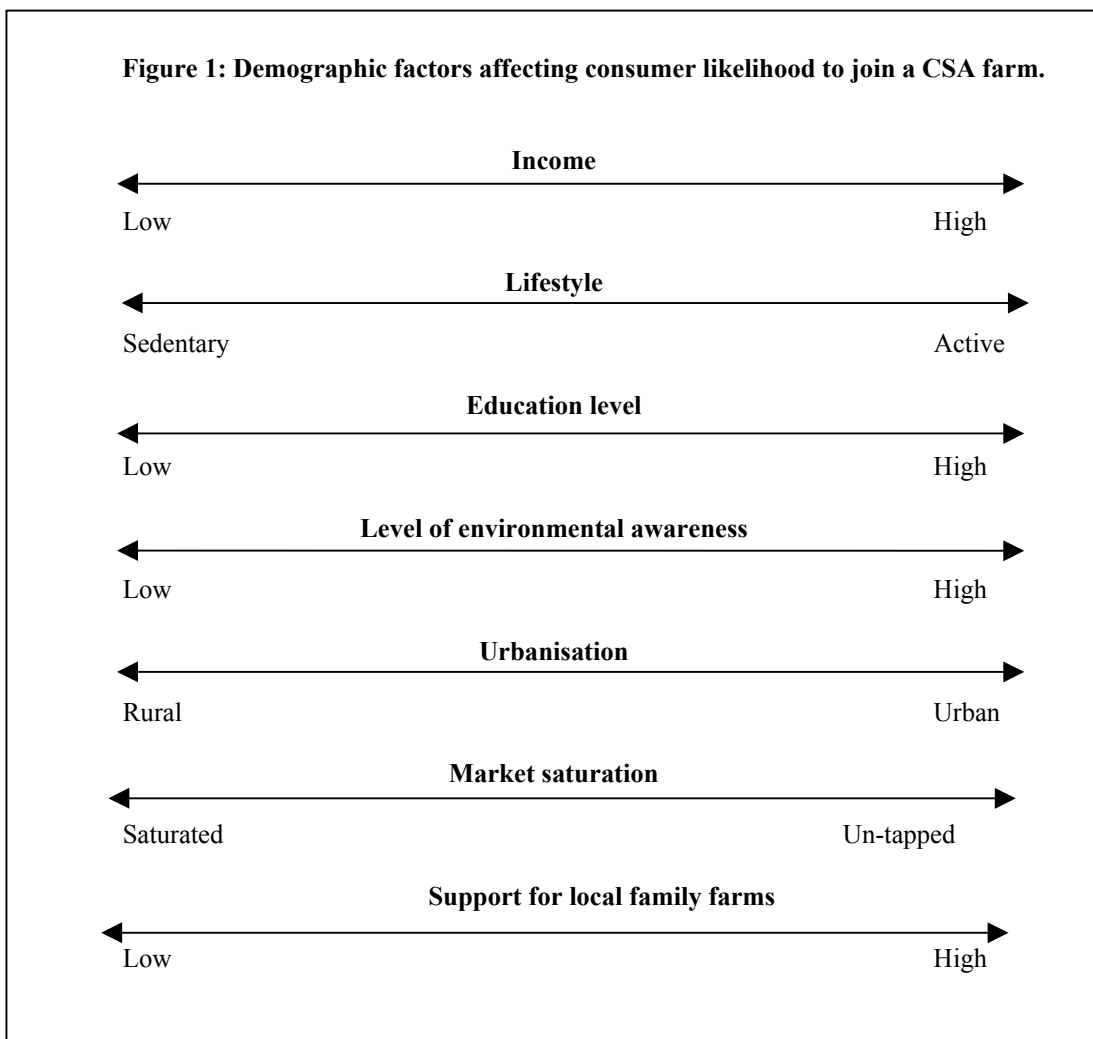 Figure 1: Demographic factors affecting consumer likelihood to join a CSA farm.
Income
Low High
Lifestyle
Sedentary Active
Education level
Low High
Level of environmental awareness
Low High
Urbanisation
Rural Urban
Market saturation
Saturated Un-tapped
Support for local family farms
Low High